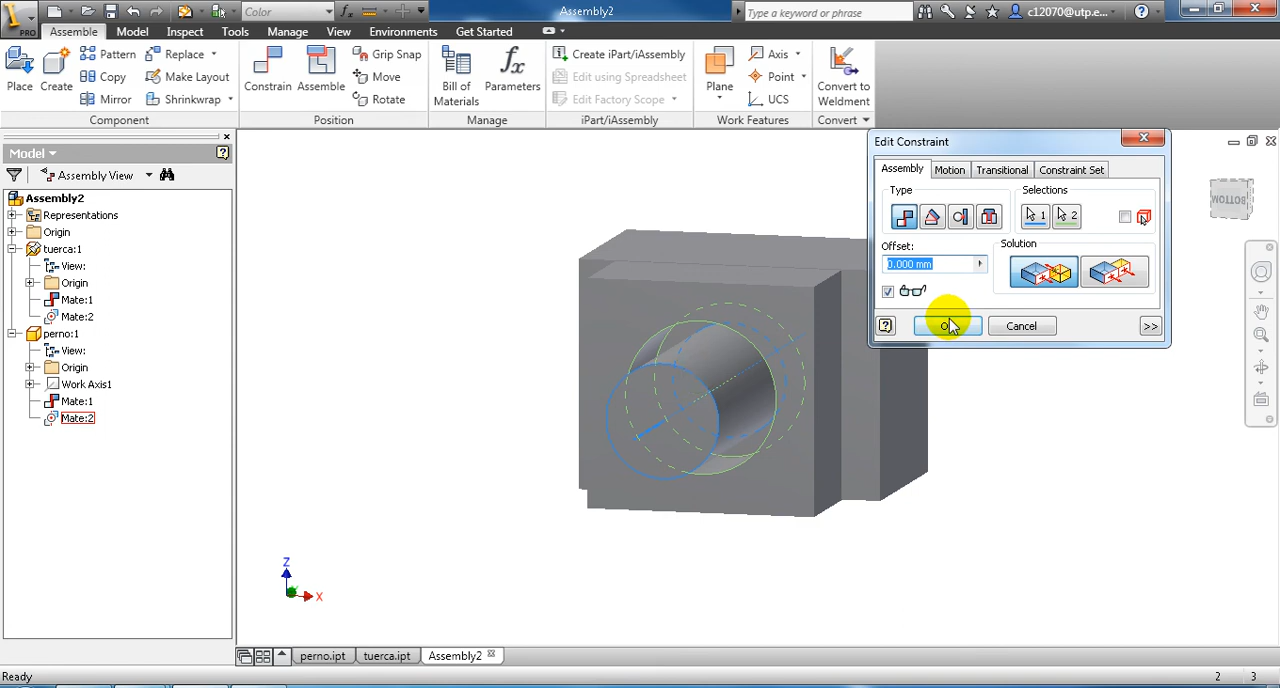 PRO
Color
Assembly2
Type a keyword or phrase
c12070@utp.e...
Assemble Model Inspect Tools Manage View Environments Get Started
Place
Create
Pattern
Copy
Mirror
Replace
Make Layout
Shrinkwrap
Component
Constrain
Assemble
Grip Snap
Move
Rotate
Position
Bill of
Materials
Parameters
Manage
Create iPart/iAssembly
Edit using Spreadsheet
Edit Factory Scope
iPart/iAssembly
Plane
Axis
Point
UCS
Work Features
Convert to
Weldment
Convert
Model
Assembly View
Assembly2
Representations
Origin
tuerca:1
View:
Origin
Mate:1
Mate:2
perno:1
View:
Origin
Work Axis1
Mate:1
Mate:2
Edit Constraint
Assembly Motion Transitional Constraint Set
Type
Selections
1 2
Offset:
0.000 mm
Solution
Cancel
>>
BOTTOM
Z
X
perno.ipt tuerca.ipt Assembly2
Ready
2 3